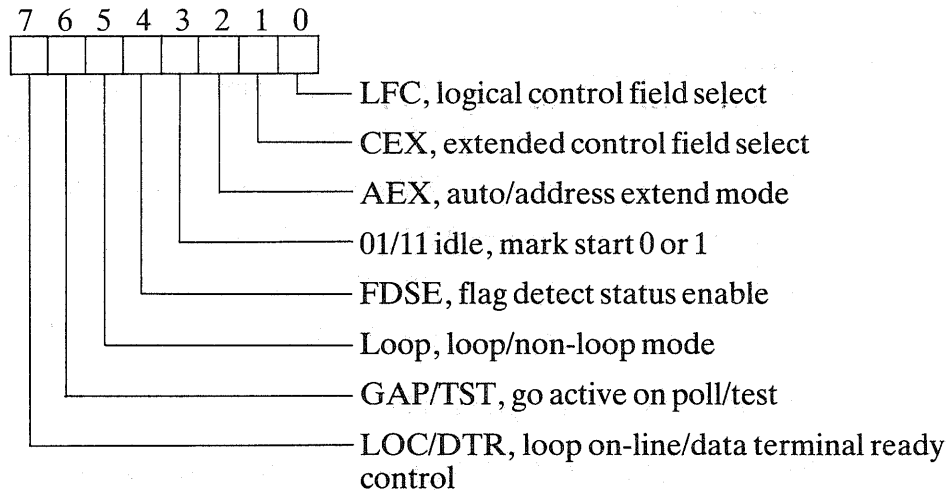 7 6 5 4 3 2 1 0
LFC, logical control field select
CEX, extended control field select
AEX, auto/address extend mode
01/11 idle, mark start 0 or 1
FDSE, flag detect status enable
Loop, loop/non-loop mode
GAP/TST, go active on poll/test
LOC/DTR, loop on-line/data terminal ready
control